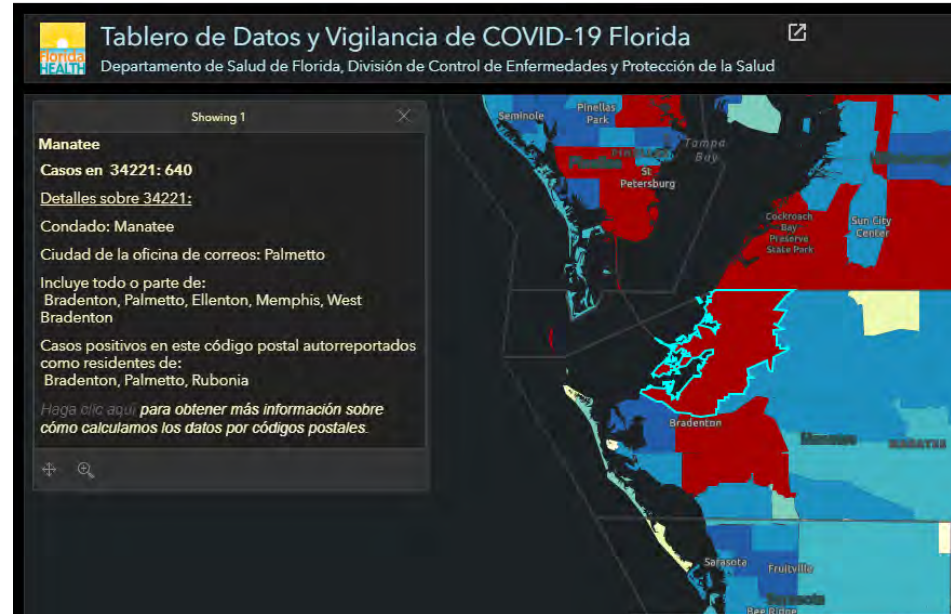 Florida
HEALTH
Tablero de Datos y Vigilancia de COVID-19 Florida
Departamento de Salud de Florida, División de Control de Enfermedades y Protección de la Salud
Showing 1
Manatee
Casos en 34221: 640
Detalles sobre 34221:
Condado: Manatee
Ciudad de la oficina de correos: Palmetto
Incluye todo o parte de:
Bradenton, Palmetto, Ellenton, Memphis, West
Bradenton
Casos positivos en este código postal autorreportados
como residentes de:
Bradenton, Palmetto, Rubonia
Haga clic aquí para obtener más información sobre
cómo calculamos los datos por códigos postales.
Seminole
Pinellas
Park
Tampa
Bay
St
Petersburg
Cockroach
Bay
Preserve
State Park
Sun City
Center
Bradenton
Manatee
MANATEE
Sarasota
Fruitville
Sarasota
Bee Ridge